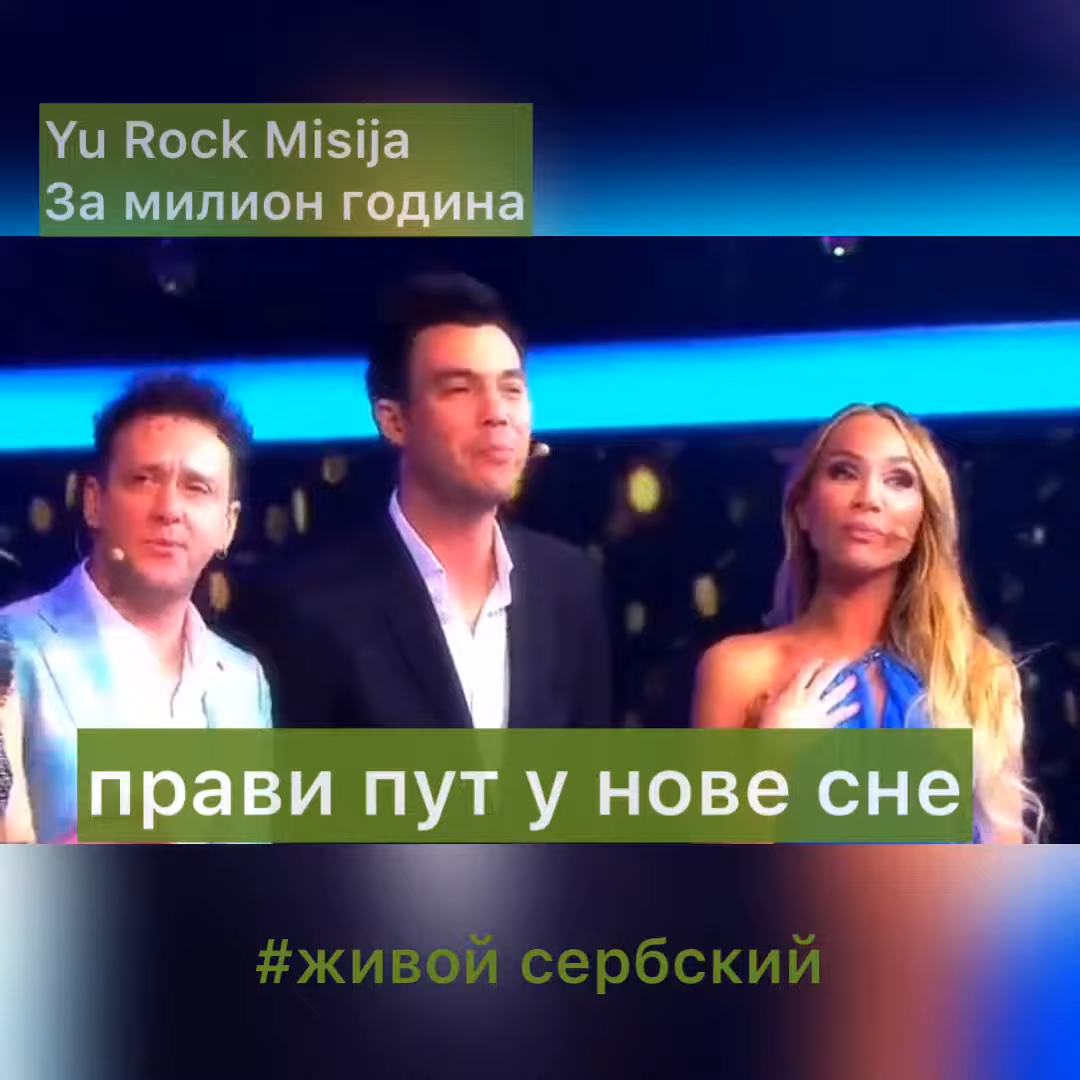 Yu Rock Misija
За милион година
прави пут у нове сне
#живой сербский